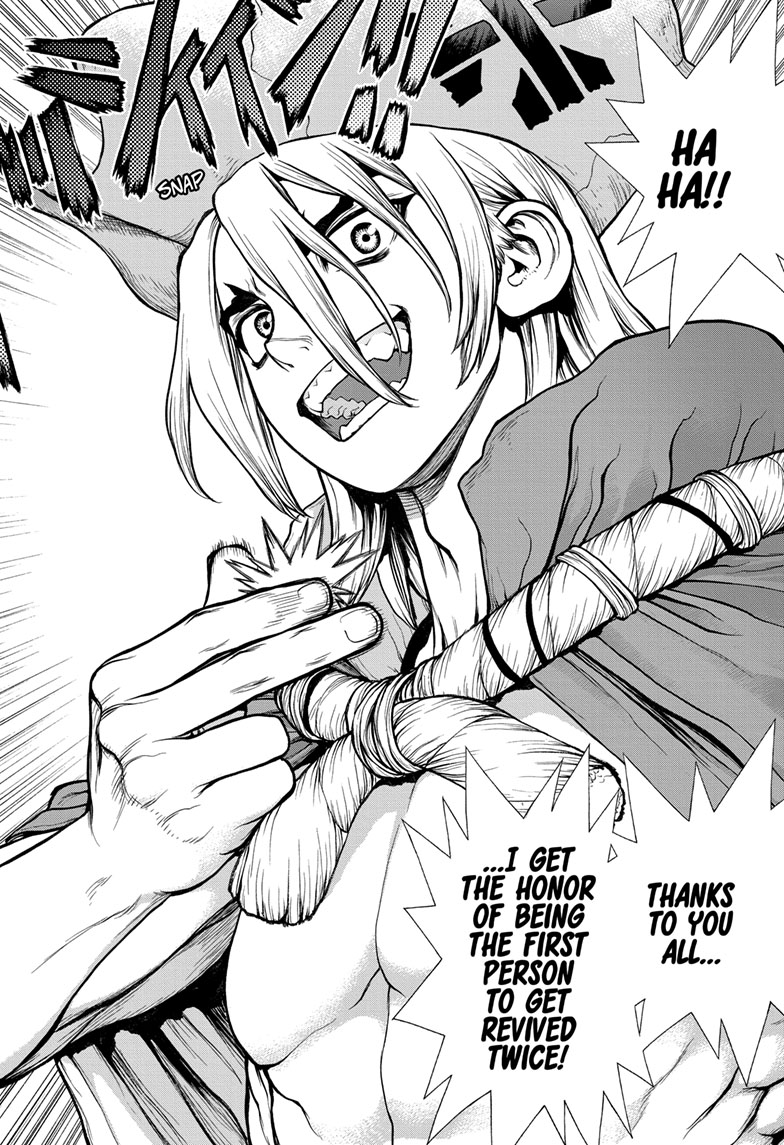 HA
HA!!
SNAP
THANKS
TO YOU
ALL...
...I GET
THE HONOR
OF BEING
THE FIRST
PERSON
TO GET
REVIVED
TWICE!